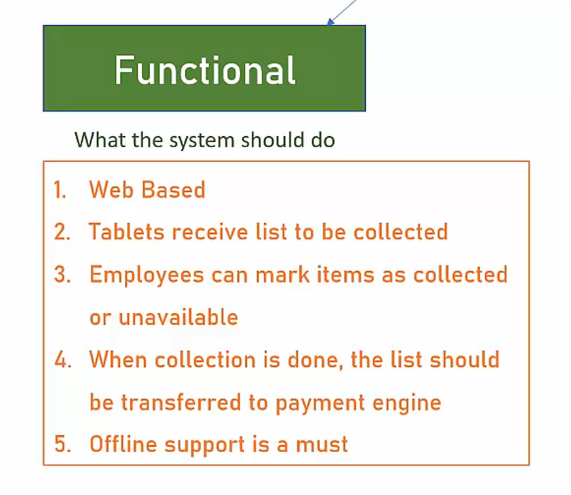 Functional
What the system should do
1. Web Based
2. Tablets receive list to be collected
3. Employees can mark items as collected
or unavailable
4. When collection is done, the list should
be transferred to payment engine
5. Offline support is a must